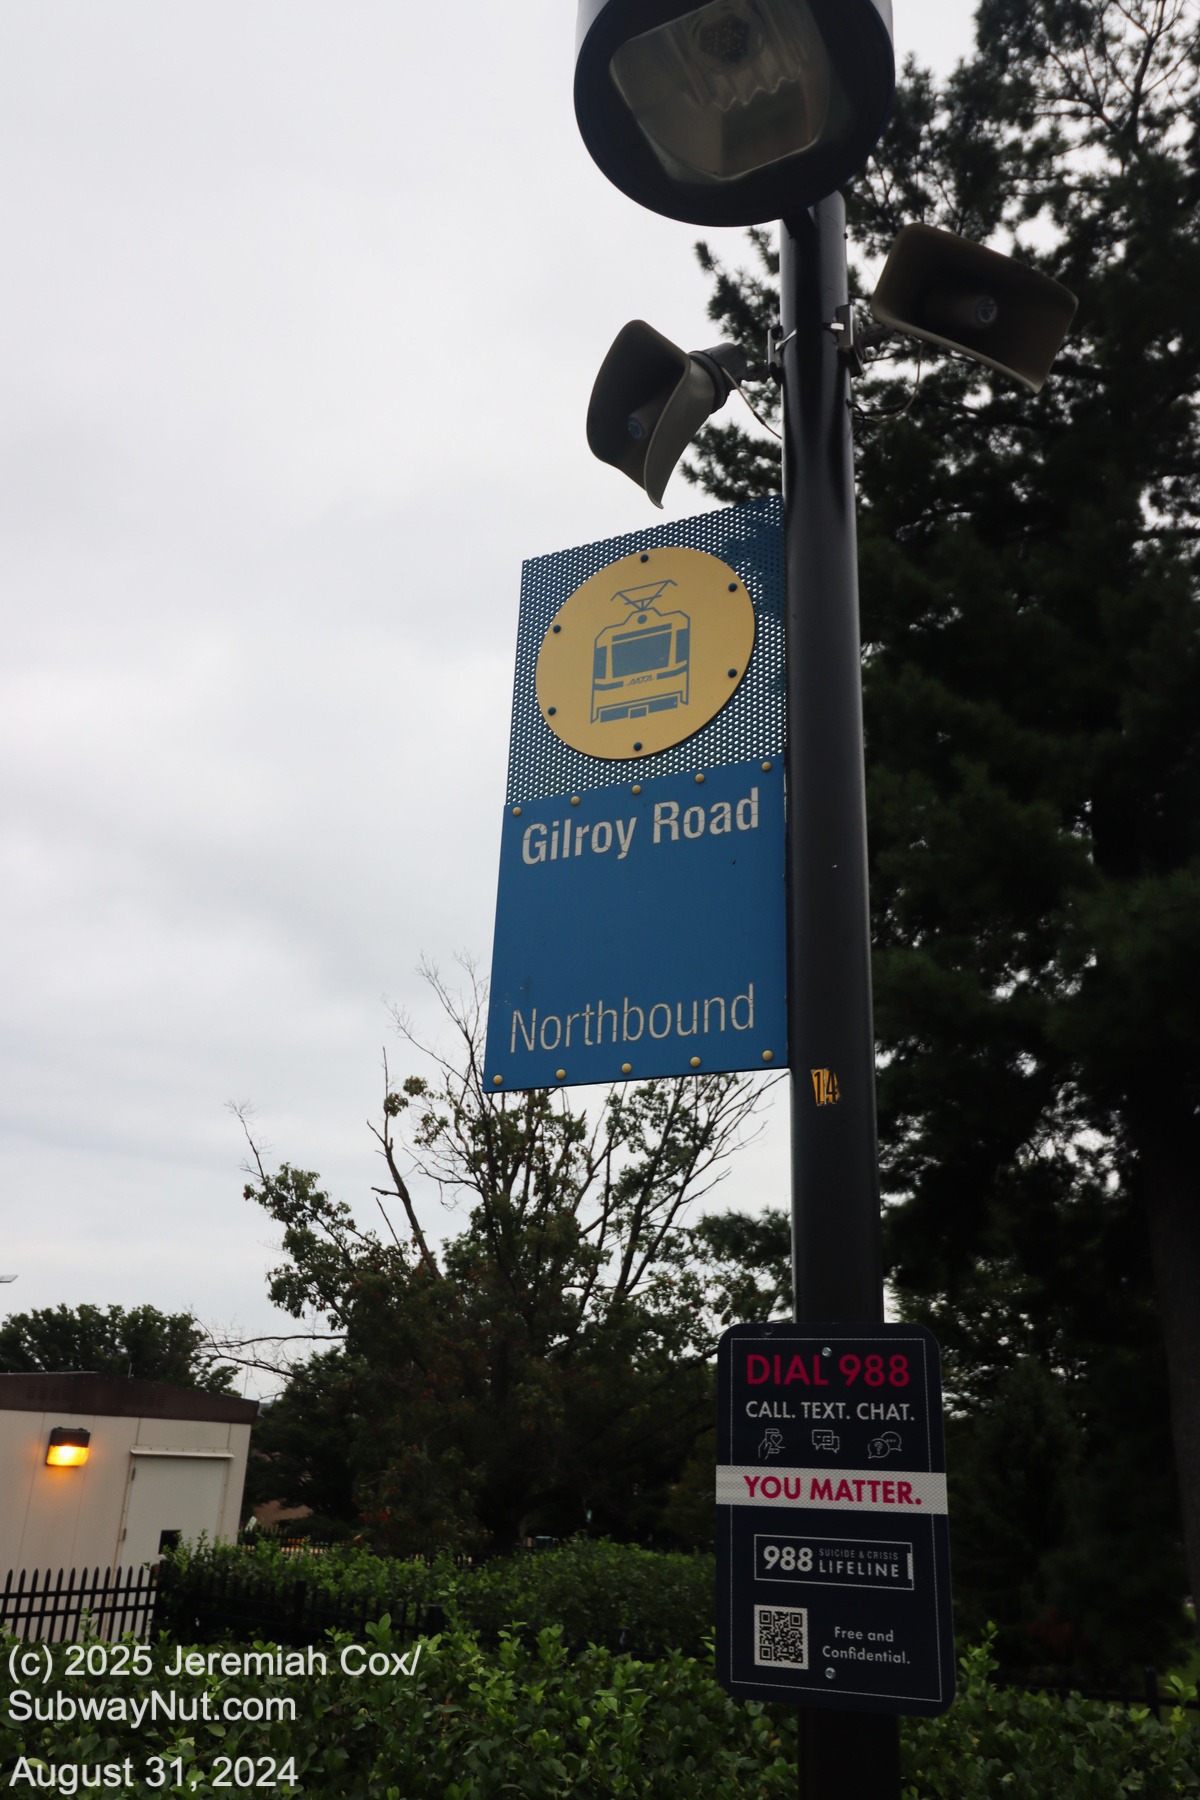 Gilroy Road
Northbound
14
DIAL 988
CALL. TEXT. CHAT.
YOU MATTER.
988 SUICIDE & CRISIS
LIFELINE
Free and
Confidential.
(c) 2025 Jeremiah Cox/
SubwayNut.com
August 31, 2024